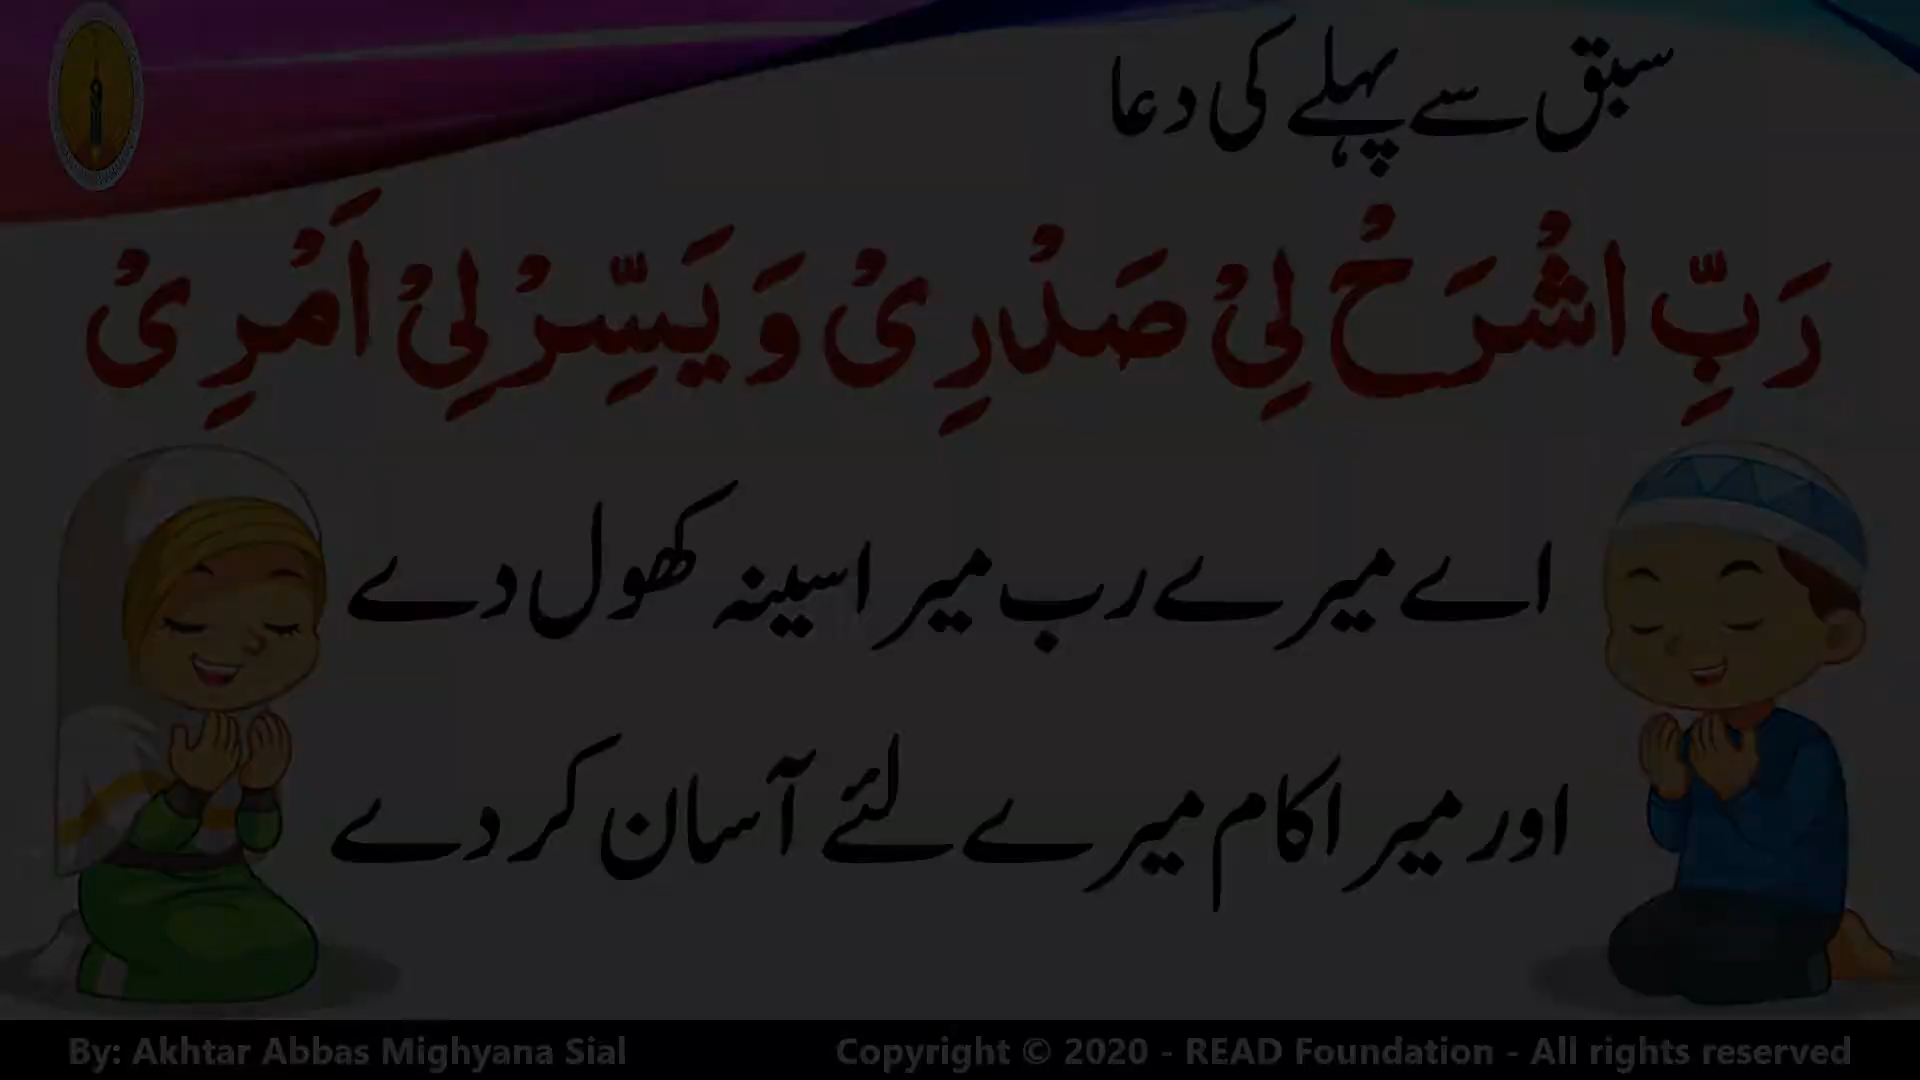 سبق سے پہلے کی دعا
رَبِّ اشْرَحْ لِیْ صَدْرِیْ وَ یَسِّرْ لِیْ اَمْرِیْ
اے میرے رب میرا سینہ کھول دے
اور میرا کام میرے لئے آسان کر دے
By: Akhtar Abbas Mighyana Sial Copyright © 2020 - READ Foundation - All rights reserved